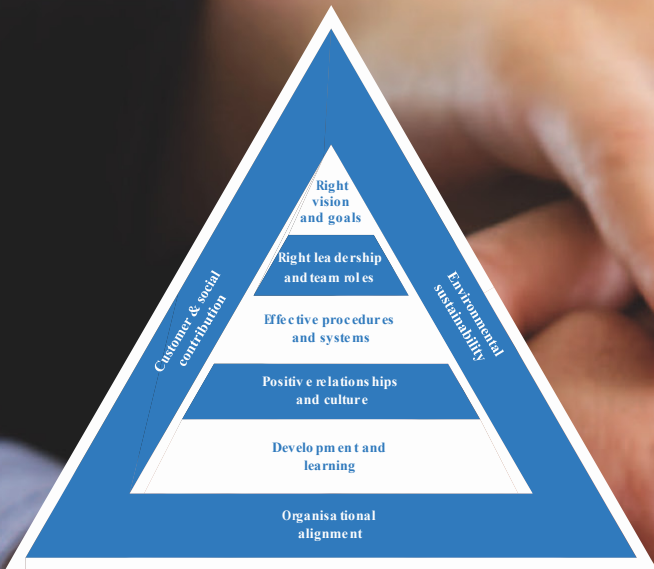 Right
vision
and goals
Right leadership
and team roles
Effective procedures
and systems
Customer & social
contribution
Environmental
sustainability
Positive relationships
and culture
Development and
learning
Organisational
alignment